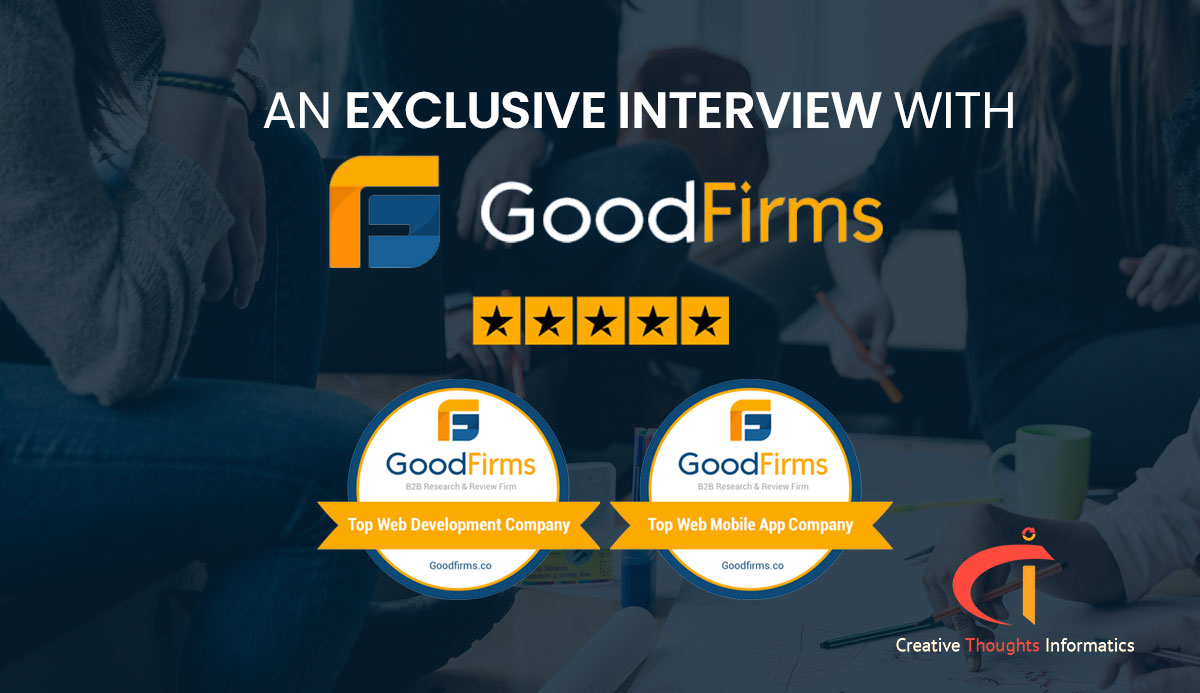 AN EXCLUSIVE INTERVIEW WITH
GoodFirms
GoodFirms
B2B Research & Review Firm
Top Web Development Company
Goodfirms.co
GoodFirms
B2B Research & Review Firm
Top Web Mobile App Company
Goodfirms.co
Creative Thoughts Informatics